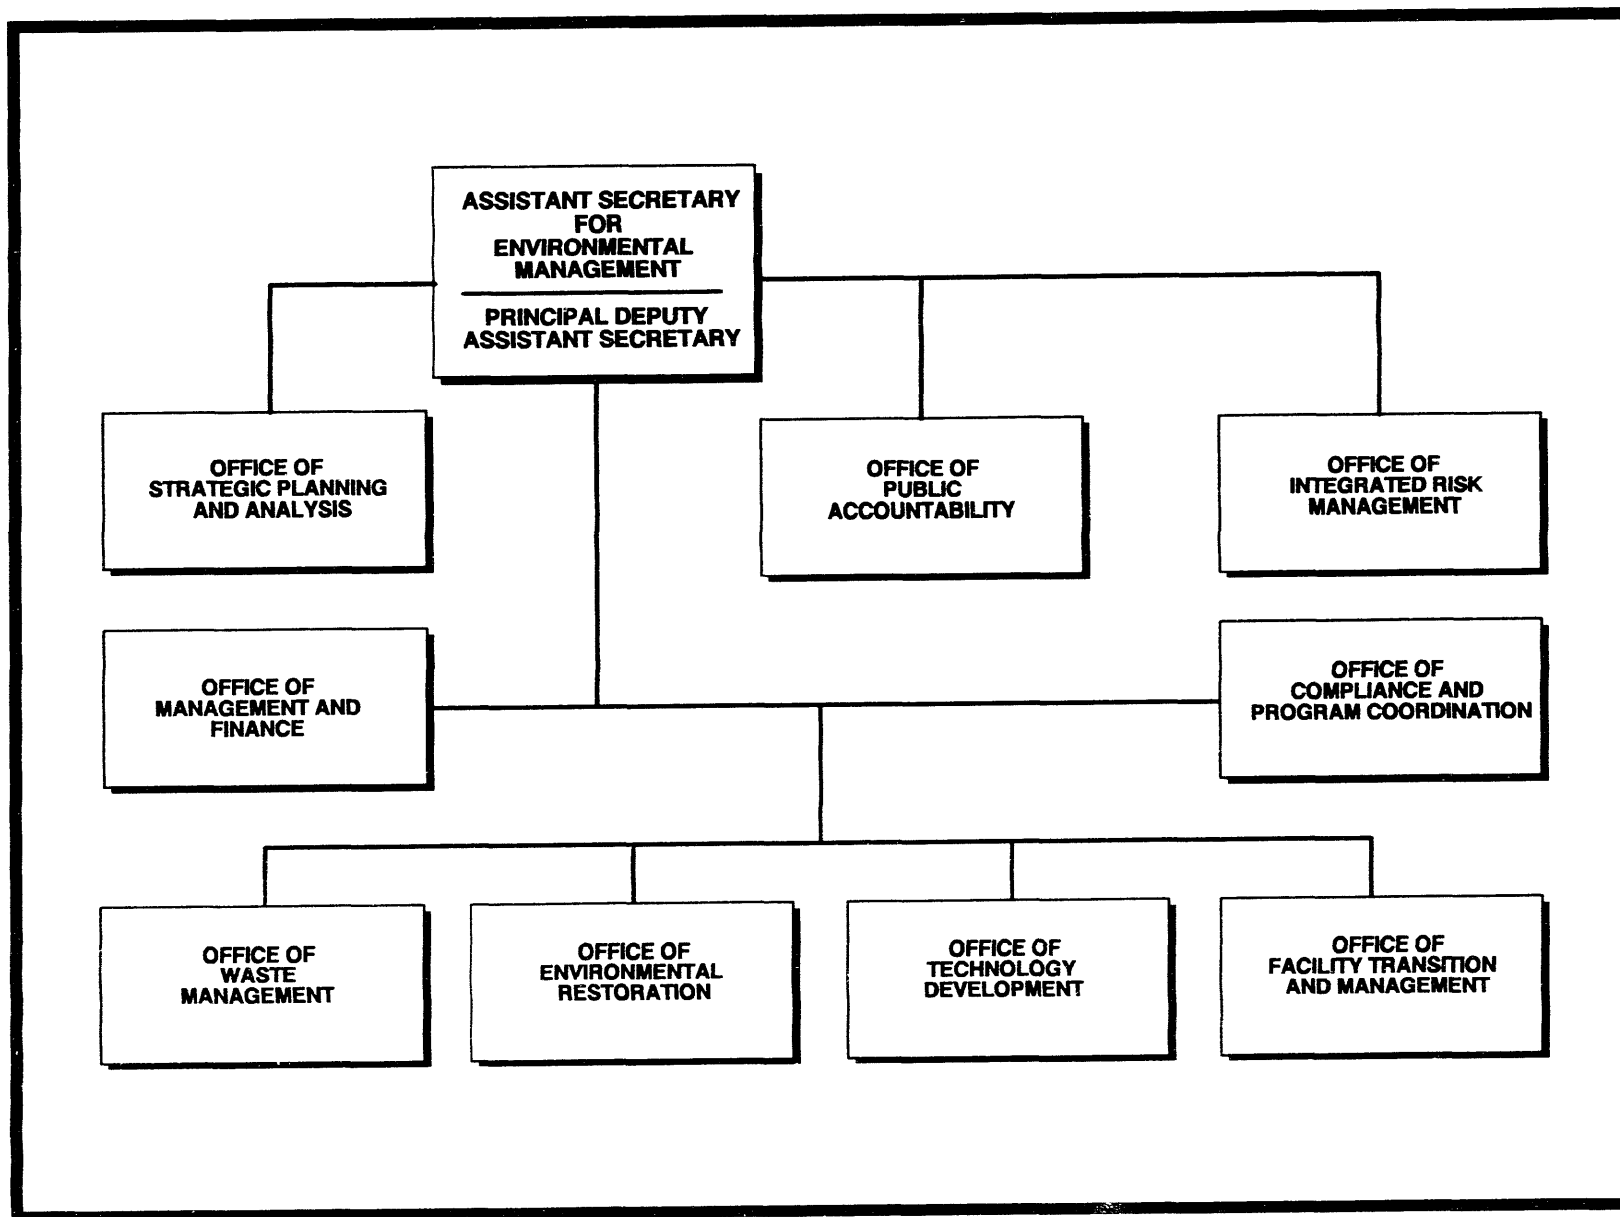 ASSISTANT SECRETARY
FOR
ENVIRONMENTAL
MANAGEMENT
PRINCIPAL DEPUTY
ASSISTANT SECRETARY
OFFICE OF
STRATEGIC PLANNING
AND ANALYSIS
OFFICE OF
PUBLIC
ACCOUNTABILITY
OFFICE OF
INTEGRATED RISK
MANAGEMENT
OFFICE OF
MANAGEMENT AND
FINANCE
OFFICE OF
COMPLIANCE AND
PROGRAM COORDINATION
OFFICE OF
WASTE
MANAGEMENT
OFFICE OF
ENVIRONMENTAL
RESTORATION
OFFICE OF
TECHNOLOGY
DEVELOPMENT
OFFICE OF
FACILITY TRANSITION
AND MANAGEMENT